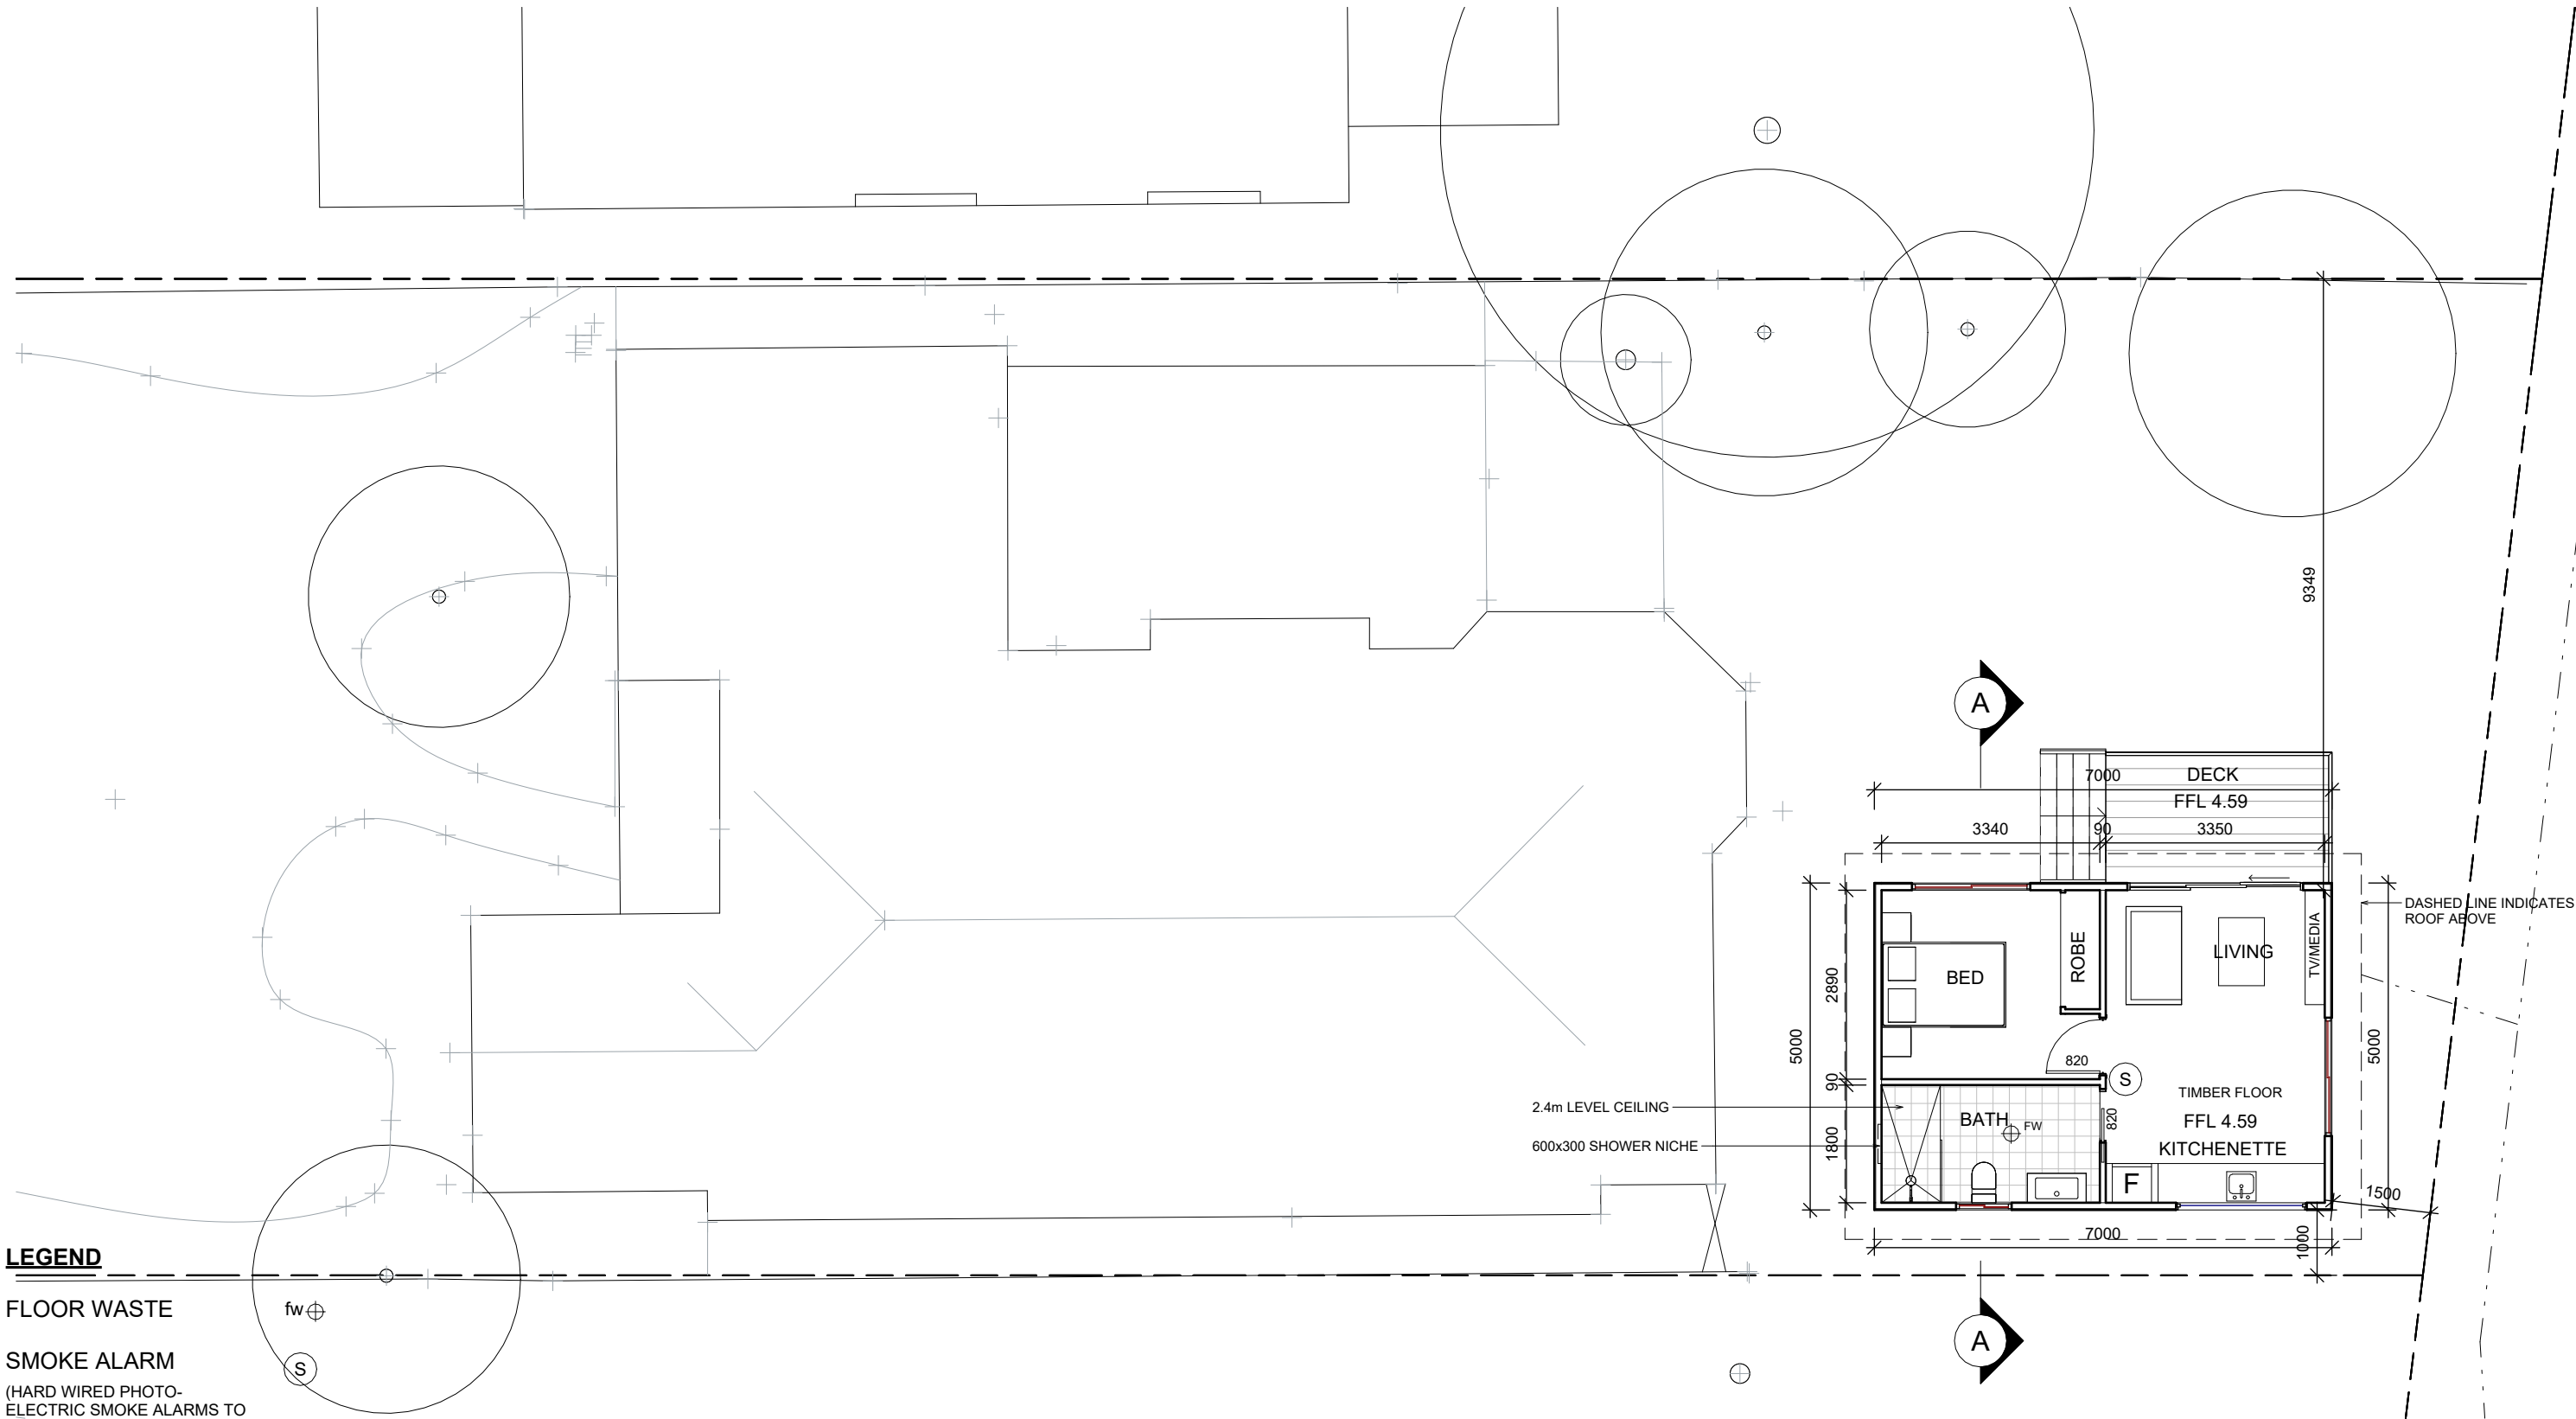 9349
A
7000
DECK
FFL 4.59
3340
90
3350
DASHED LINE INDICATES
ROOF ABOVE
BED
ROBE
LIVING
TV/MEDIA
2890
5000
5000
820
S
90
2.4m LEVEL CEILING
TIMBER FLOOR
BATH
FW
820
FFL 4.59
600x300 SHOWER NICHE
1800
KITCHENETTE
F
1500
7000
1000
A
LEGEND
FLOOR WASTE fw
SMOKE ALARM S
(HARD WIRED PHOTO-
ELECTRIC SMOKE ALARMS TO